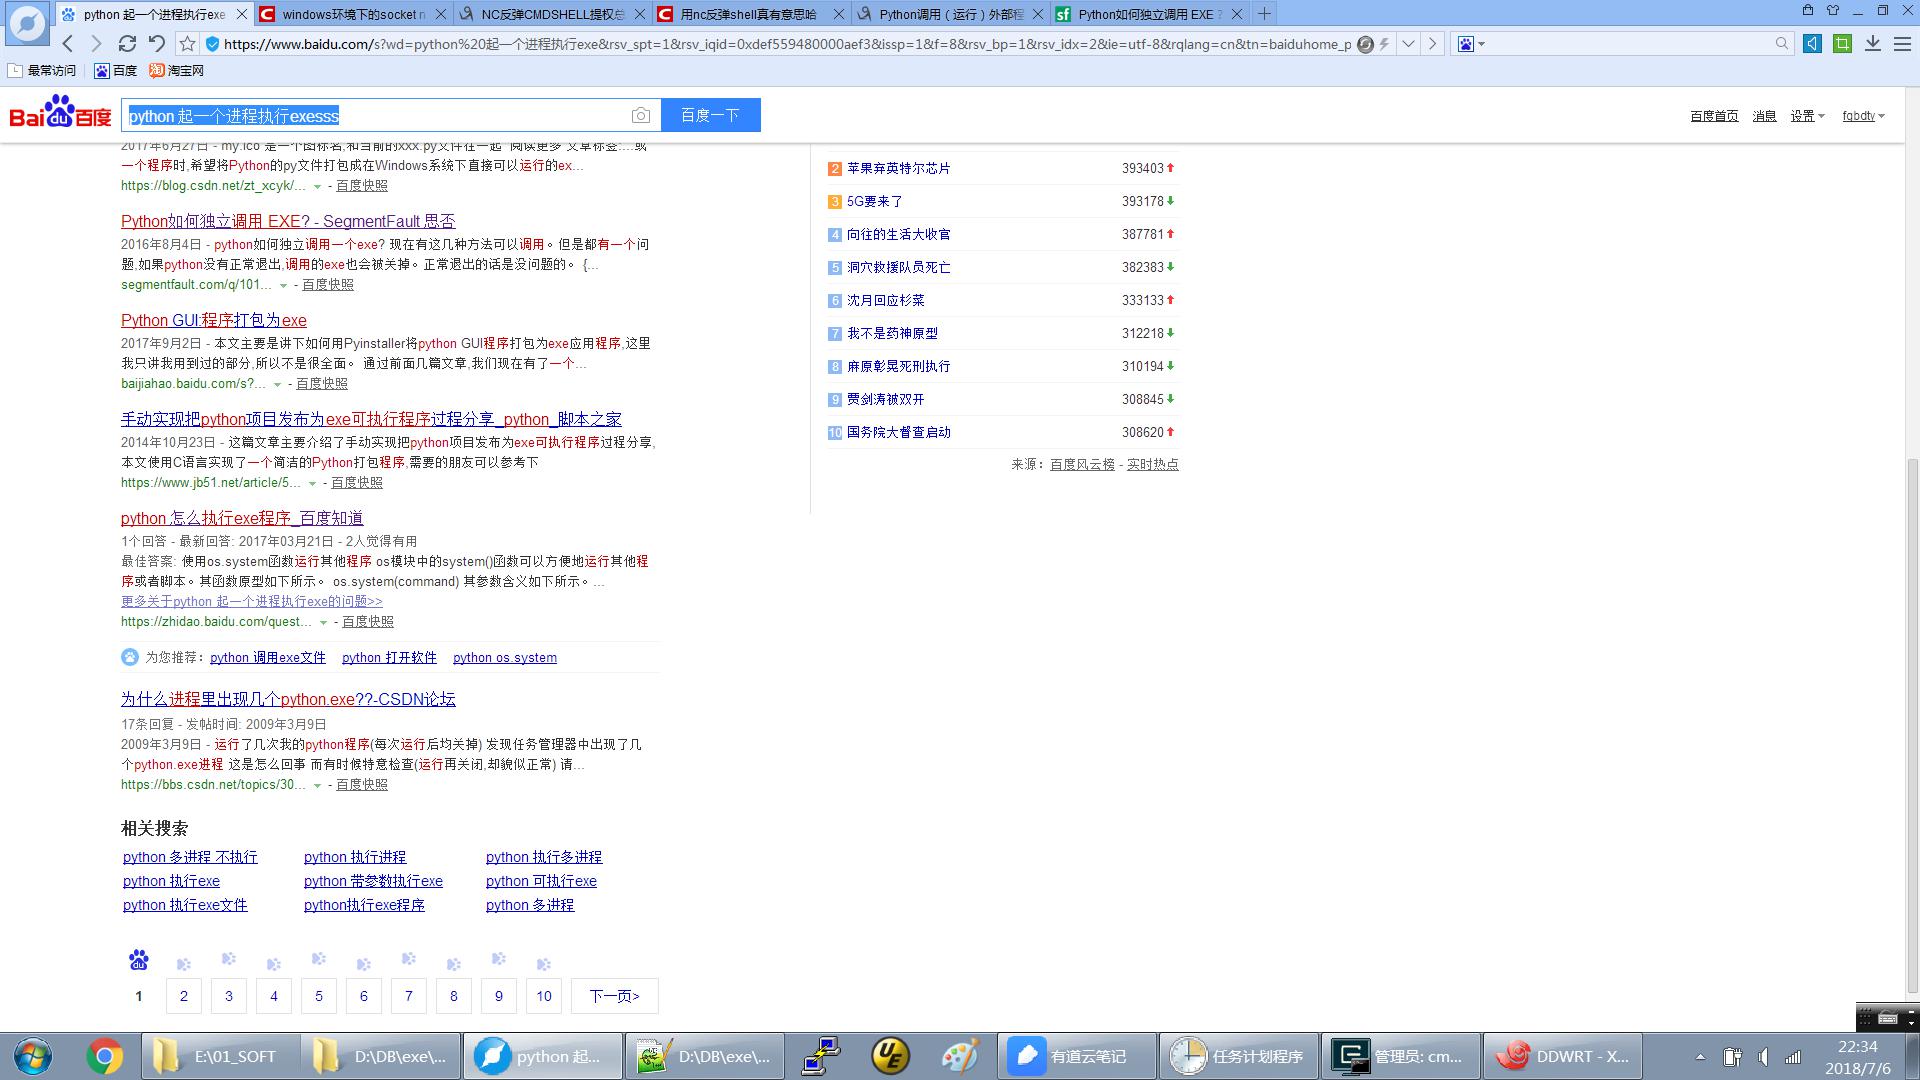 python 起一个进程执行exe
windows环境下的socket n
NC反弹CMDSHELL提权总
用nc反弹shell真有意思哈
Python调用（运行）外部程
Python如何独立调用 EXE ?
https://www.baidu.com/s?wd=python%20起一个进程执行exe&rsv_spt=1&rsv_iqid=0xdef559480000aef3&issp=1&f=8&rsv_bp=1&rsv_idx=2&ie=utf-8&rqlang=cn&tn=baiduhome_p
最常访问 百度 淘宝网
Baidu百度 python 起一个进程执行exesss 百度一下
百度首页 消息 设置 fqbdty
2017年6月27日 - my.ico 是一个图标名,和当前的xxx.py文件在一起 阅读更多 文章标签:...或
一个程序时,希望将Python的py文件打包成在Windows系统下直接可以运行的ex...
https://blog.csdn.net/zt_xcyk/... - 百度快照
Python如何独立调用 EXE? - SegmentFault 思否
2016年8月4日 - python如何独立调用一个exe? 现在有这几种方法可以调用。但是都有一个问
题,如果python没有正常退出,调用的exe也会被关掉。正常退出的话是没问题的。 {...
segmentfault.com/q/101... - 百度快照
Python GUI:程序打包为exe
2017年9月2日 - 本文主要是讲下如何用Pyinstaller将python GUI程序打包为exe应用程序,这里
我只讲我用到过的部分,所以不是很全面。 通过前面几篇文章,我们现在有了一个...
baijiahao.baidu.com/s?... - 百度快照
手动实现把python项目发布为exe可执行程序过程分享_python_脚本之家
2014年10月23日 - 这篇文章主要介绍了手动实现把python项目发布为exe可执行程序过程分享,
本文使用C语言实现了一个简洁的Python打包程序,需要的朋友可以参考下
https://www.jb51.net/article/5... - 百度快照
python 怎么执行exe程序_百度知道
1个回答 - 最新回答: 2017年03月21日 - 2人觉得有用
最佳答案: 使用os.system函数运行其他程序 os模块中的system()函数可以方便地运行其他程
序或者脚本。其函数原型如下所示。 os.system(command) 其参数含义如下所示。...
更多关于python 起一个进程执行exe的问题>>
https://zhidao.baidu.com/quest... - 百度快照
为您推荐： python 调用exe文件 python 打开软件 python os.system
为什么进程里出现几个python.exe??-CSDN论坛
17条回复 - 发帖时间: 2009年3月9日
2009年3月9日 - 运行了几次我的python程序(每次运行后均关掉) 发现任务管理器中出现了几
个python.exe进程 这是怎么回事 而有时候特意检查(运行再关闭,却貌似正常) 请...
https://bbs.csdn.net/topics/30... - 百度快照
相关搜索
python 多进程 不执行 python 执行进程 python 执行多进程
python 执行exe python 带参数执行exe python 可执行exe
python 执行exe文件 python执行exe程序 python 多进程
du
1 2 3 4 5 6 7 8 9 10 下一页>
2 苹果弃英特尔芯片 393403
3 5G要来了 393178
4 向往的生活大收官 387781
5 洞穴救援队员死亡 382383
6 沈月回应杉菜 333133
7 我不是药神原型 312218
8 麻原彰晃死刑执行 310194
9 贾剑涛被双开 308845
10 国务院大督查启动 308620
来源：百度风云榜 - 实时热点
E:\01_SOFT
D:\DB\exe\...
python 起...
D:\DB\exe\...
UE
有道云笔记
任务计划程序
管理员: cm...
DDWRT - X...
22:34
2018/7/6